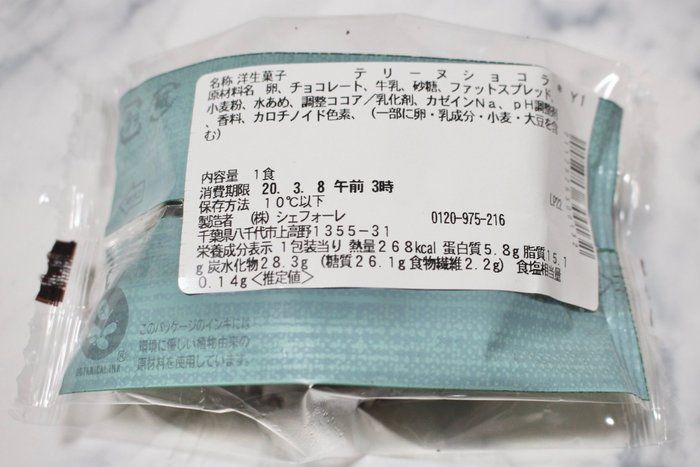 名称 洋生菓子 テリーヌショコラ
原材料名 卵、チョコレート、牛乳、砂糖、ファットスプレッド、
小麦粉、水あめ、調整ココア／乳化剤、カゼインNa、pH調整剤
、香料、カロチノイド色素、（一部に卵・乳成分・小麦・大豆を含
む）
内容量 1食
消費期限 20. 3. 8 午前 3時
保存方法 10℃以下
製造者 （株）シェフォーレ 0120-975-216
千葉県八千代市上高野1355-31
栄養成分表示 1包装当り 熱量268kcal 蛋白質5.8g 脂質15.1
g 炭水化物28.3g （糖質26.1g 食物繊維2.2g） 食塩相当量
0.14g＜推定値＞
LP22
このパッケージのインキには
環境に優しい植物由来の
原材料を使用しています。
BOTANICAL INK